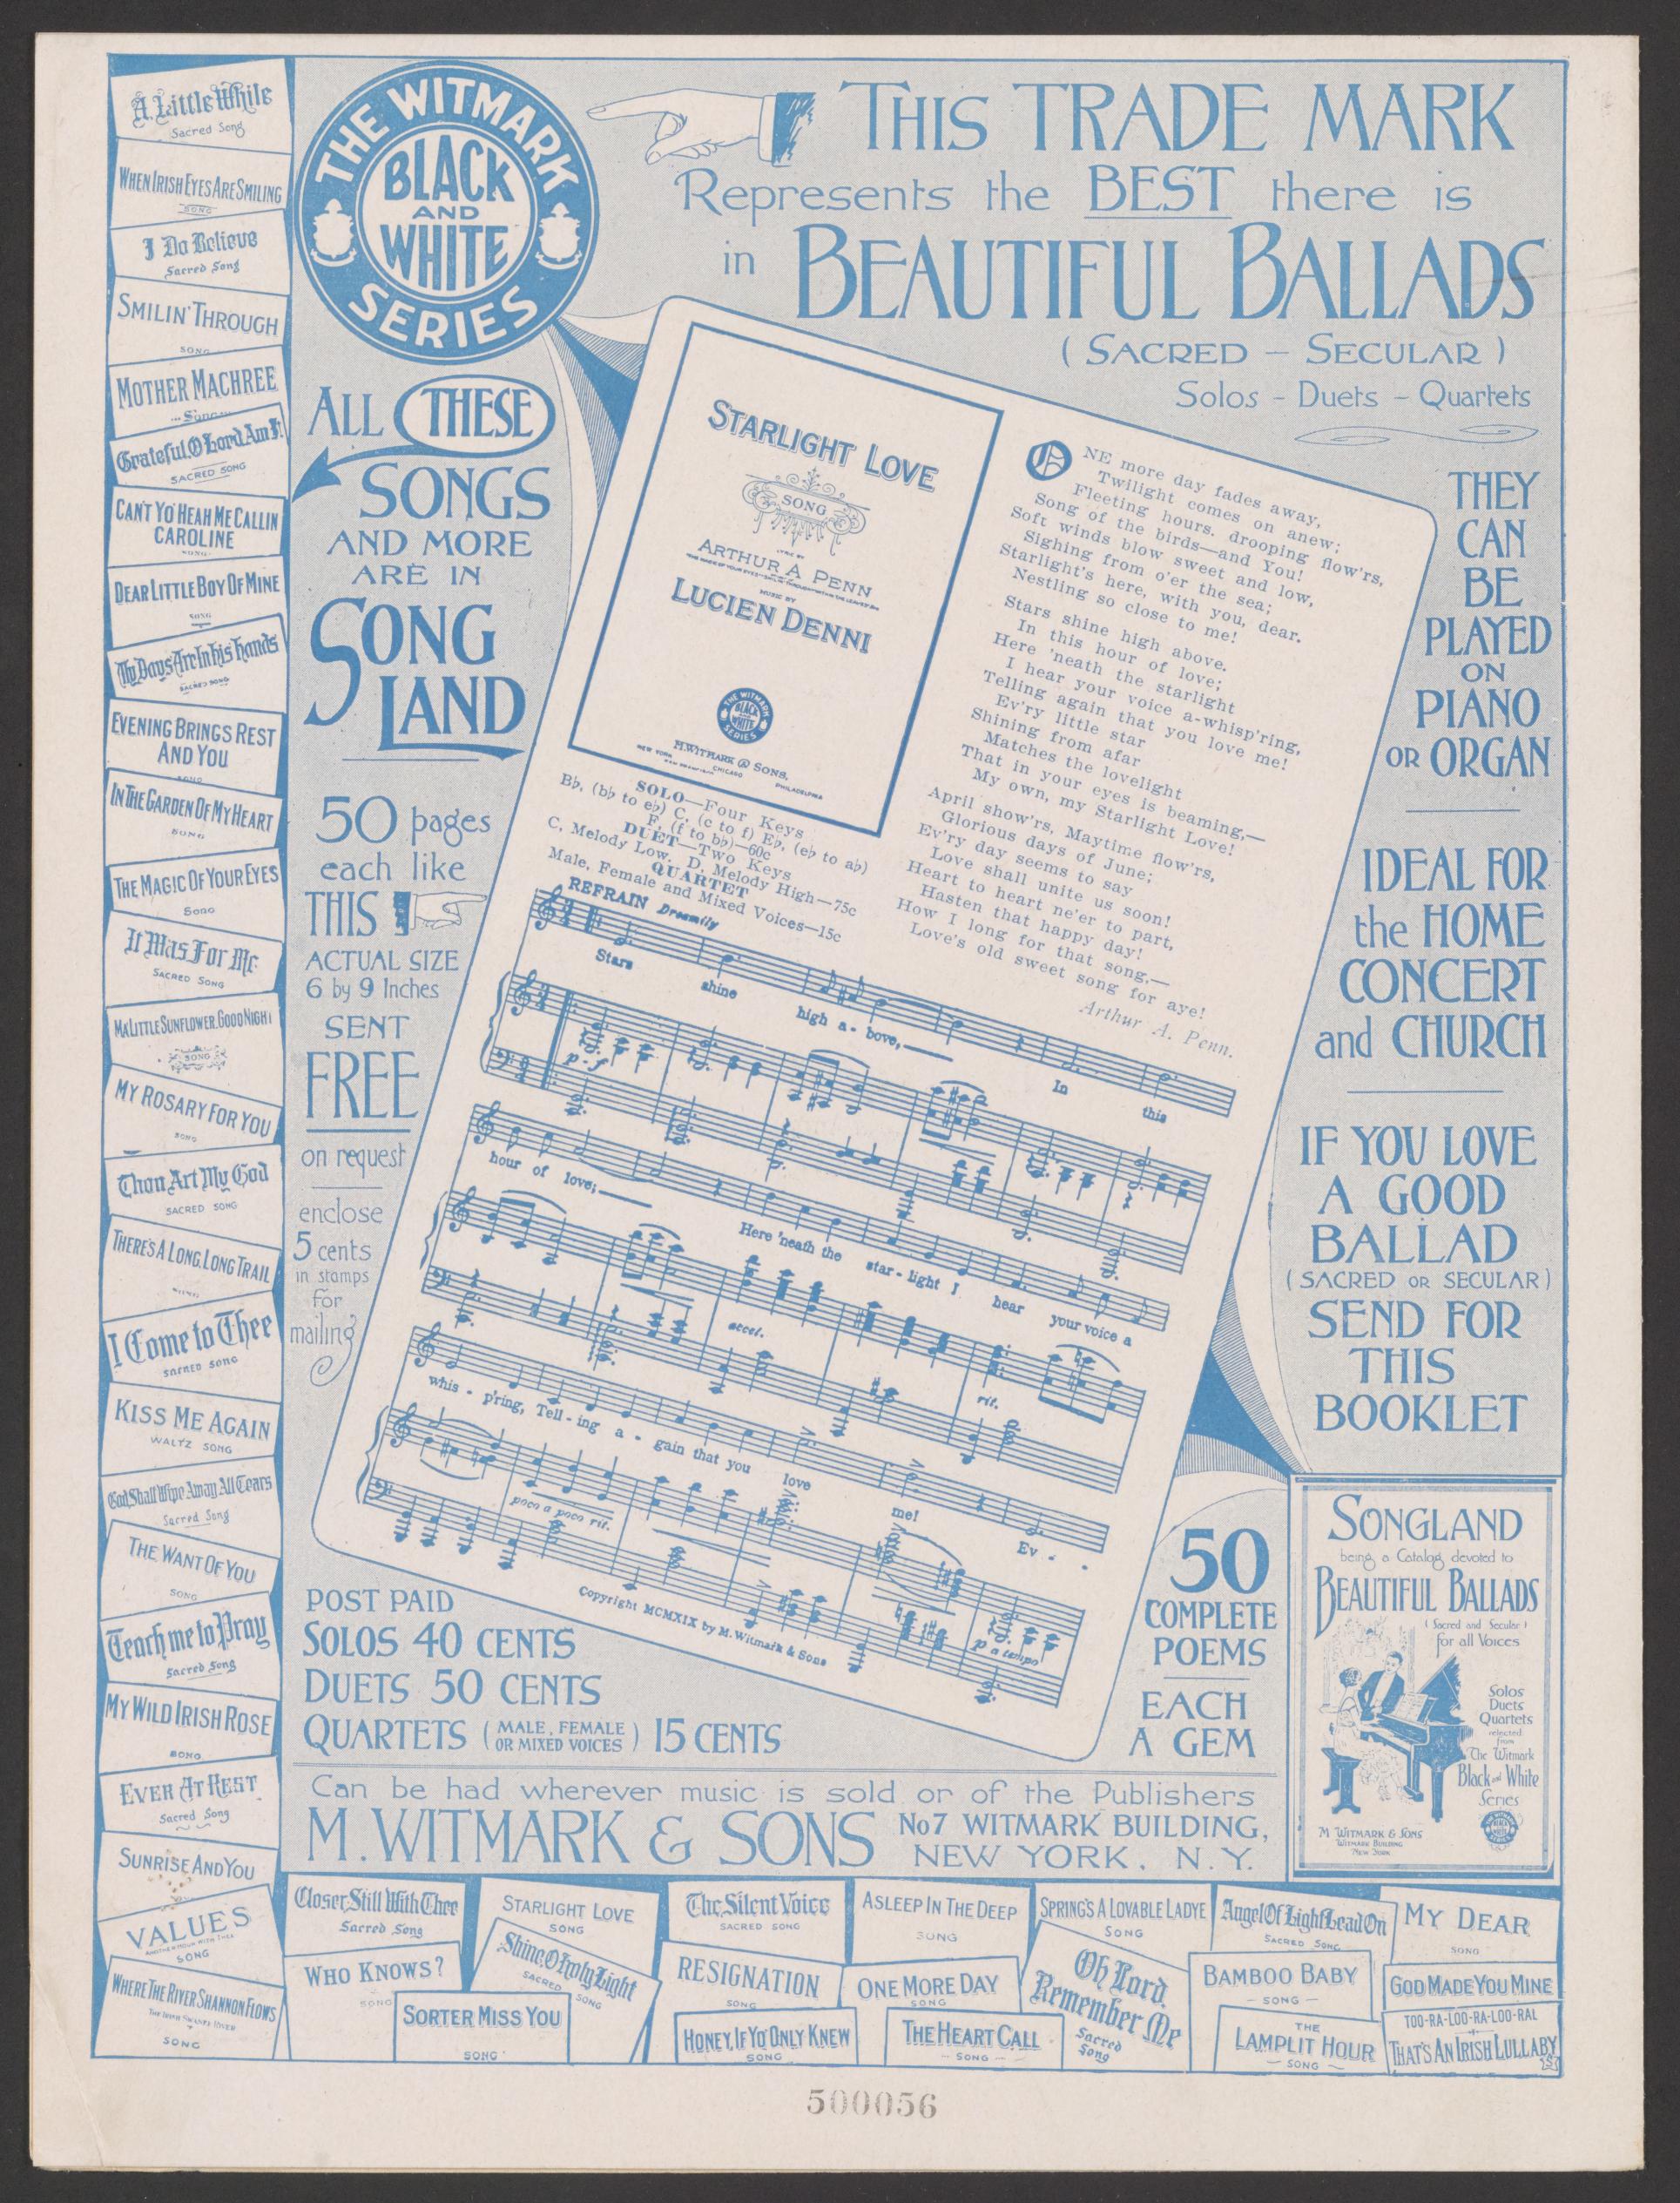 THE WITMARK
BLACK
AND
WHITE
SERIES
THIS TRADE MARK
Represents the BEST there is
in BEAUTIFUL BALLADS
( SACRED - SECULAR )
Solos - Duets - Quartets
A Little While
Sacred Song
WHEN IRISH EYES ARE SMILING
SONG
I Do Believe
Sacred Song
SMILIN' THROUGH
SONG
MOTHER MACHREE
Song
Grateful, O Lord, Am I!
SACRED SONG
CAN'T YO' HEAH ME CALLIN
CAROLINE
SONG
DEAR LITTLE BOY OF MINE
SONG
My Days Are In His Hands
SACRED SONG
EVENING BRINGS REST
AND YOU
SONG
IN THE GARDEN OF MY HEART
SONG
THE MAGIC OF YOUR EYES
SONG
It Was For Me
SACRED SONG
MY LITTLE SUNFLOWER, GOOD NIGHT
SONG
MY ROSARY FOR YOU
SONG
Thou Art My God
SACRED SONG
THERE'S A LONG, LONG TRAIL
I Come to Thee
SACRED SONG
KISS ME AGAIN
WALTZ SONG
God Shall Wipe Away All Tears
Sacred Song
THE WANT OF YOU
SONG
Teach me to Pray
Sacred Song
MY WILD IRISH ROSE
SONG
EVER AT REST
Sacred Song
SUNRISE AND YOU
VALUES
ANOTHER HOUR WITH THEE
SONG
WHERE THE RIVER SHANNON FLOWS
THE IRISH SWANEE RIVER
SONG
ALL THESE
SONGS
AND MORE
ARE IN
SONG
LAND
50 pages
each like
THIS
ACTUAL SIZE
6 by 9 Inches
SENT
FREE
on request
enclose
5 cents
in stamps
for
mailing
STARLIGHT LOVE
SONG
LYRIC BY
ARTHUR A PENN
MUSIC BY
LUCIEN DENNI
THE WITMARK
BLACK
AND
WHITE
SERIES
M. WITMARK & SONS.
NEW YORK CHICAGO PHILADELPHIA
SOLO—Four Keys
B♭, (b♭ to e♭) C, (c to f) E♭, (e♭ to a♭)
F, (f to b♭)—60c
DUET—Two Keys
C, Melody Low. D, Melody High—75c
QUARTET
Male, Female and Mixed Voices—15c
ONE more day fades away,
Twilight comes on anew;
Fleeting hours, drooping flow'rs,
Song of the birds—and You!
Soft winds blow sweet and low,
Sighing from o'er the sea;
Starlight's here, with you, dear.
Nestling so close to me!
Stars shine high above.
In this hour of love;
Here 'neath the starlight
I hear your voice a-whisp'ring,
Telling again that you love me!
Ev'ry little star
Shining from afar
Matches the lovelight
That in your eyes is beaming,—
My own, my Starlight Love!
April show'rs, Maytime flow'rs,
Glorious days of June;
Ev'ry day seems to say
Love shall unite us soon!
Heart to heart ne'er to part,
Hasten that happy day!
How I long for that song,—
Love's old sweet song for aye!
Arthur A. Penn.
REFRAIN Dreamily
Stars shine high a - bove, In this
p - f
hour of love; Here 'neath the star - light I hear your voice a
accel. rit.
whis - p'ring, Tell - ing a - gain that you love me! Ev - -
poco a poco rit. p a tempo
Copyright MCMXIX by M. Witmark & Sons
THEY
CAN
BE
PLAYED
ON
PIANO
OR ORGAN
IDEAL FOR
the HOME
CONCERT
and CHURCH
IF YOU LOVE
A GOOD
BALLAD
( SACRED OR SECULAR )
SEND FOR
THIS
BOOKLET
POST PAID
SOLOS 40 CENTS
DUETS 50 CENTS
QUARTETS ( MALE, FEMALE OR MIXED VOICES ) 15 CENTS
50
COMPLETE
POEMS
EACH
A GEM
SONGLAND
being a Catalog devoted to
BEAUTIFUL BALLADS
( Sacred and Secular )
for all Voices
Solos
Duets
Quartets
selected
from
The Witmark
Black and White
Series
M WITMARK & SONS
WITMARK BUILDING
NEW YORK
Can be had wherever music is sold or of the Publishers
M. WITMARK & SONS No 7 WITMARK BUILDING,
NEW YORK, N.Y.
Closer Still With Thee
Sacred Song
STARLIGHT LOVE
SONG
The Silent Voice
SACRED SONG
ASLEEP IN THE DEEP
SONG
SPRING'S A LOVABLE LADYE
SONG
Angel Of Light Lead On
SACRED SONG
MY DEAR
SONG
WHO KNOWS?
SONG
Shine, O Holy Light
SACRED SONG
RESIGNATION
SONG
ONE MORE DAY
SONG
Oh Lord,
Remember Me
Sacred
Song
BAMBOO BABY
- SONG -
GOD MADE YOU MINE
SORTER MISS YOU
SONG
HONEY, IF YO' ONLY KNEW
SONG
THE HEART CALL
- SONG -
THE
LAMPLIT HOUR
- SONG -
TOO-RA-LOO-RA-LOO-RAL
THAT'S AN IRISH LULLABY
500056